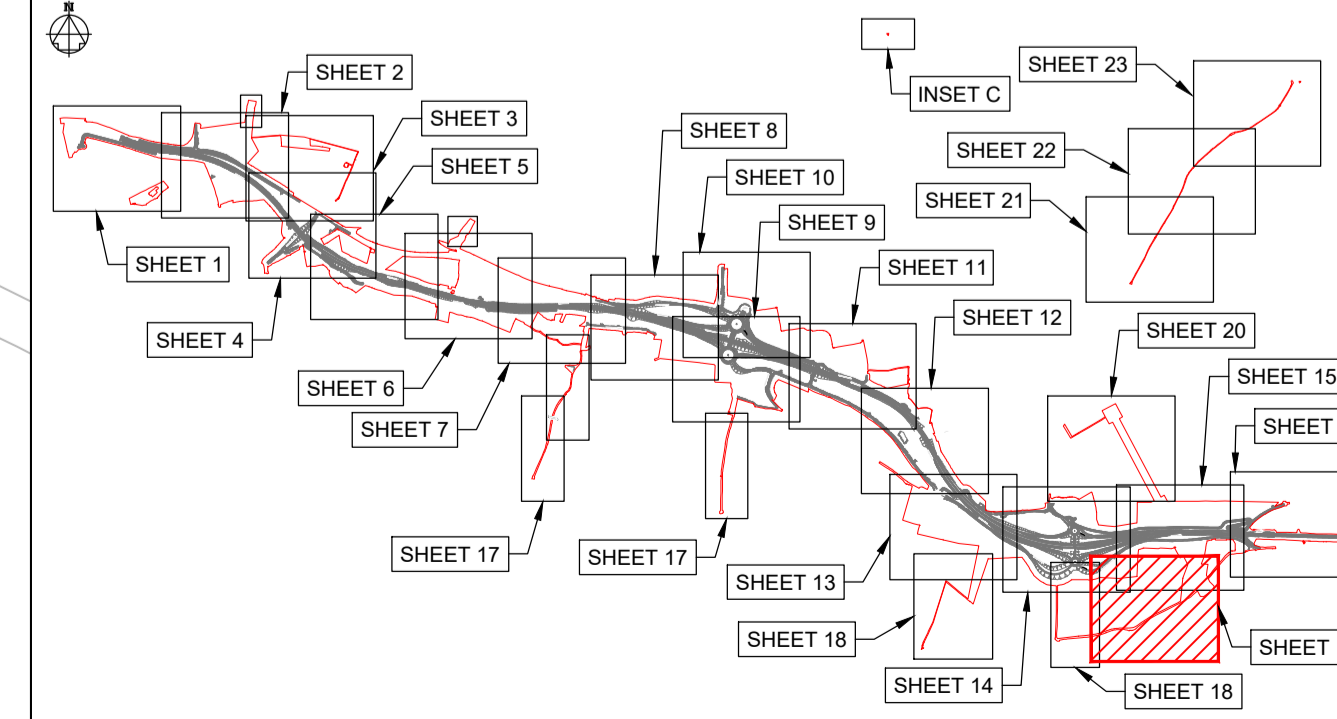 N
SHEET 2
SHEET 23
INSET C
SHEET 3
SHEET 8
SHEET 22
SHEET 5
SHEET 10
SHEET 21
SHEET 9
SHEET 1
SHEET 11
SHEET 12
SHEET 20
SHEET 4
SHEET 15
SHEET 6
SHEET
SHEET 7
SHEET 17
SHEET 17
SHEET 13
SHEET 18
SHEET
SHEET 14
SHEET 18